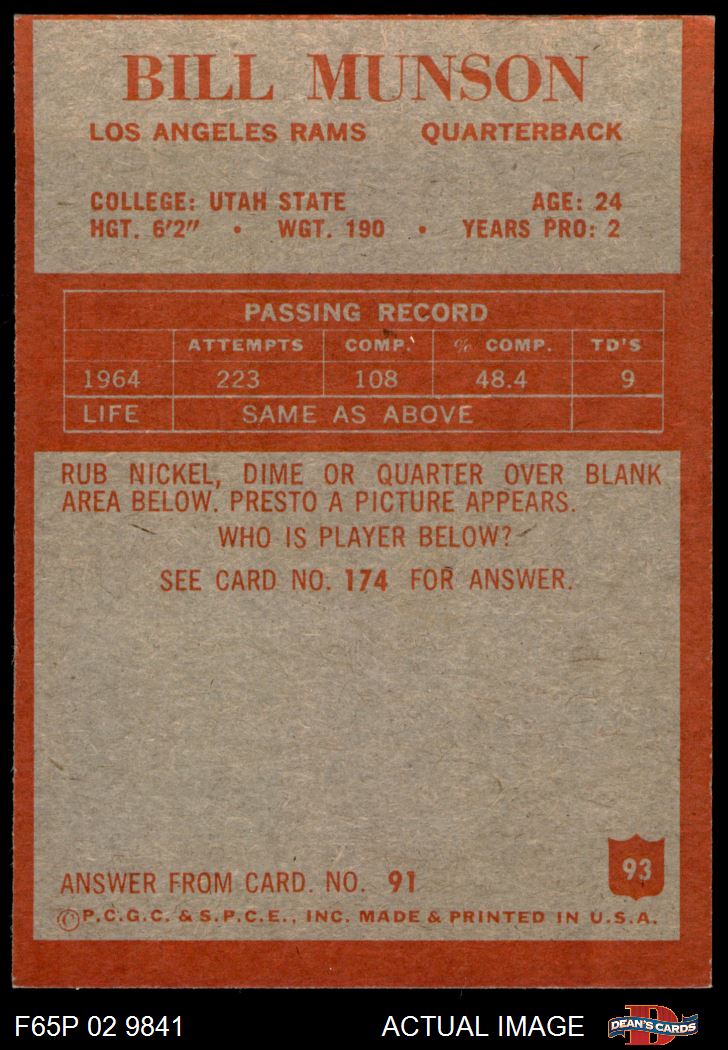 BILL MUNSON
LOS ANGELES RAMS QUARTERBACK
COLLEGE: UTAH STATE AGE: 24
HGT. 6'2" • WGT. 190 • YEARS PRO: 2
PASSING RECORD
ATTEMPTS COMP. % COMP. TD'S
1964 223 108 48.4 9
LIFE SAME AS ABOVE
RUB NICKEL, DIME OR QUARTER OVER BLANK
AREA BELOW. PRESTO A PICTURE APPEARS.
WHO IS PLAYER BELOW?
SEE CARD NO. 174 FOR ANSWER.
93
ANSWER FROM CARD. NO. 91
©P.C.G.C. & S.P.C.E., INC. MADE & PRINTED IN U.S.A.
F65P 02 9841 ACTUAL IMAGE D DEAN'S CARDS